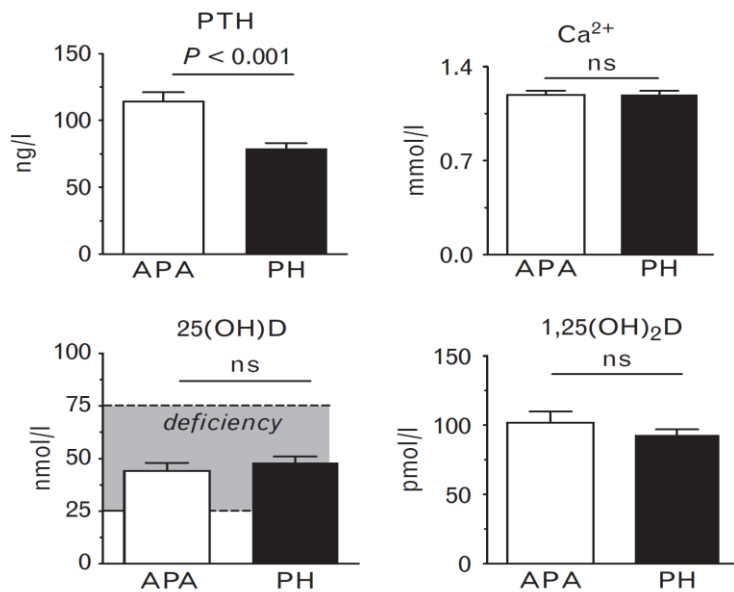 PTH
P < 0.001
150
100
50
0
ng/l
APA PH
Ca²⁺
ns
1.4
0.7
0.0
mmol/l
APA PH
25(OH)D
ns
100
75
50
25
0
deficiency
nmol/l
APA PH
1,25(OH)₂D
ns
150
100
50
0
pmol/l
APA PH